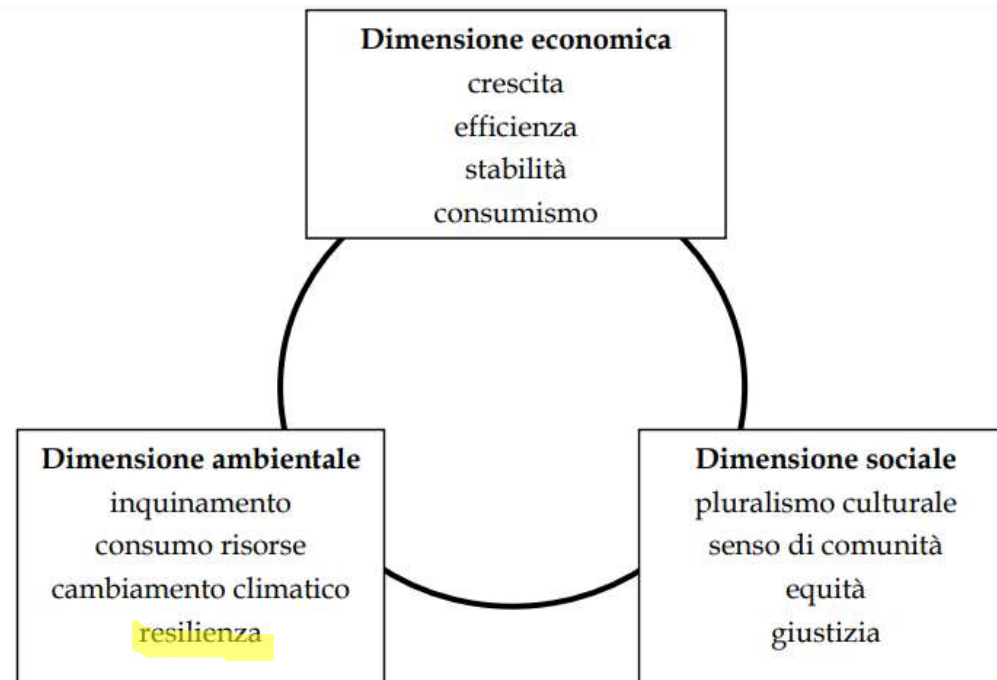 Dimensione economica
crescita
efficienza
stabilità
consumismo
Dimensione ambientale
inquinamento
consumo risorse
cambiamento climatico
resilienza
Dimensione sociale
pluralismo culturale
senso di comunità
equità
giustizia